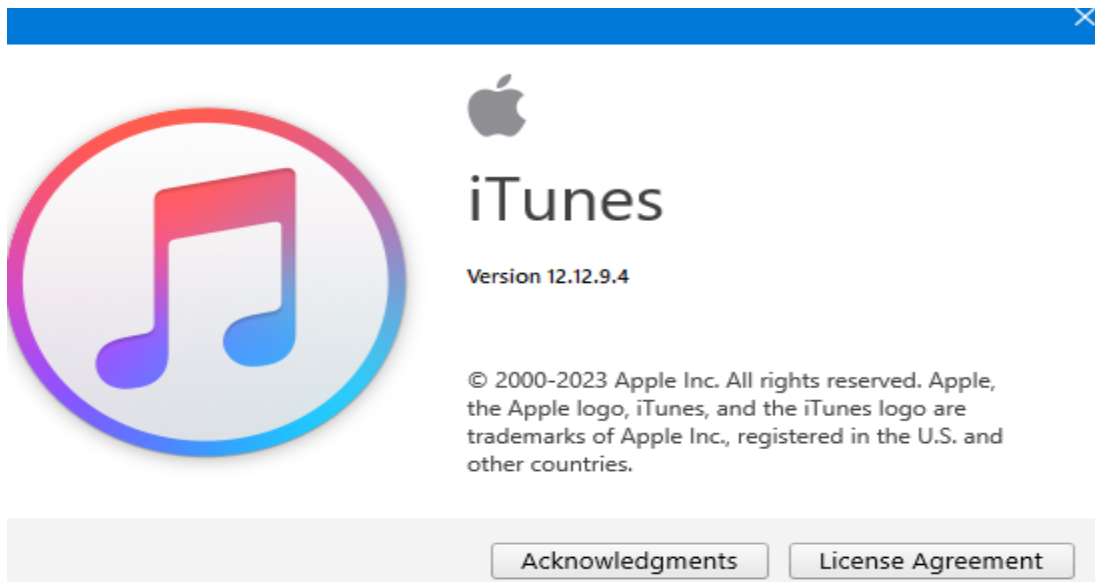 iTunes
Version 12.12.9.4
© 2000-2023 Apple Inc. All rights reserved. Apple,
the Apple logo, iTunes, and the iTunes logo are
trademarks of Apple Inc., registered in the U.S. and
other countries.
Acknowledgments License Agreement